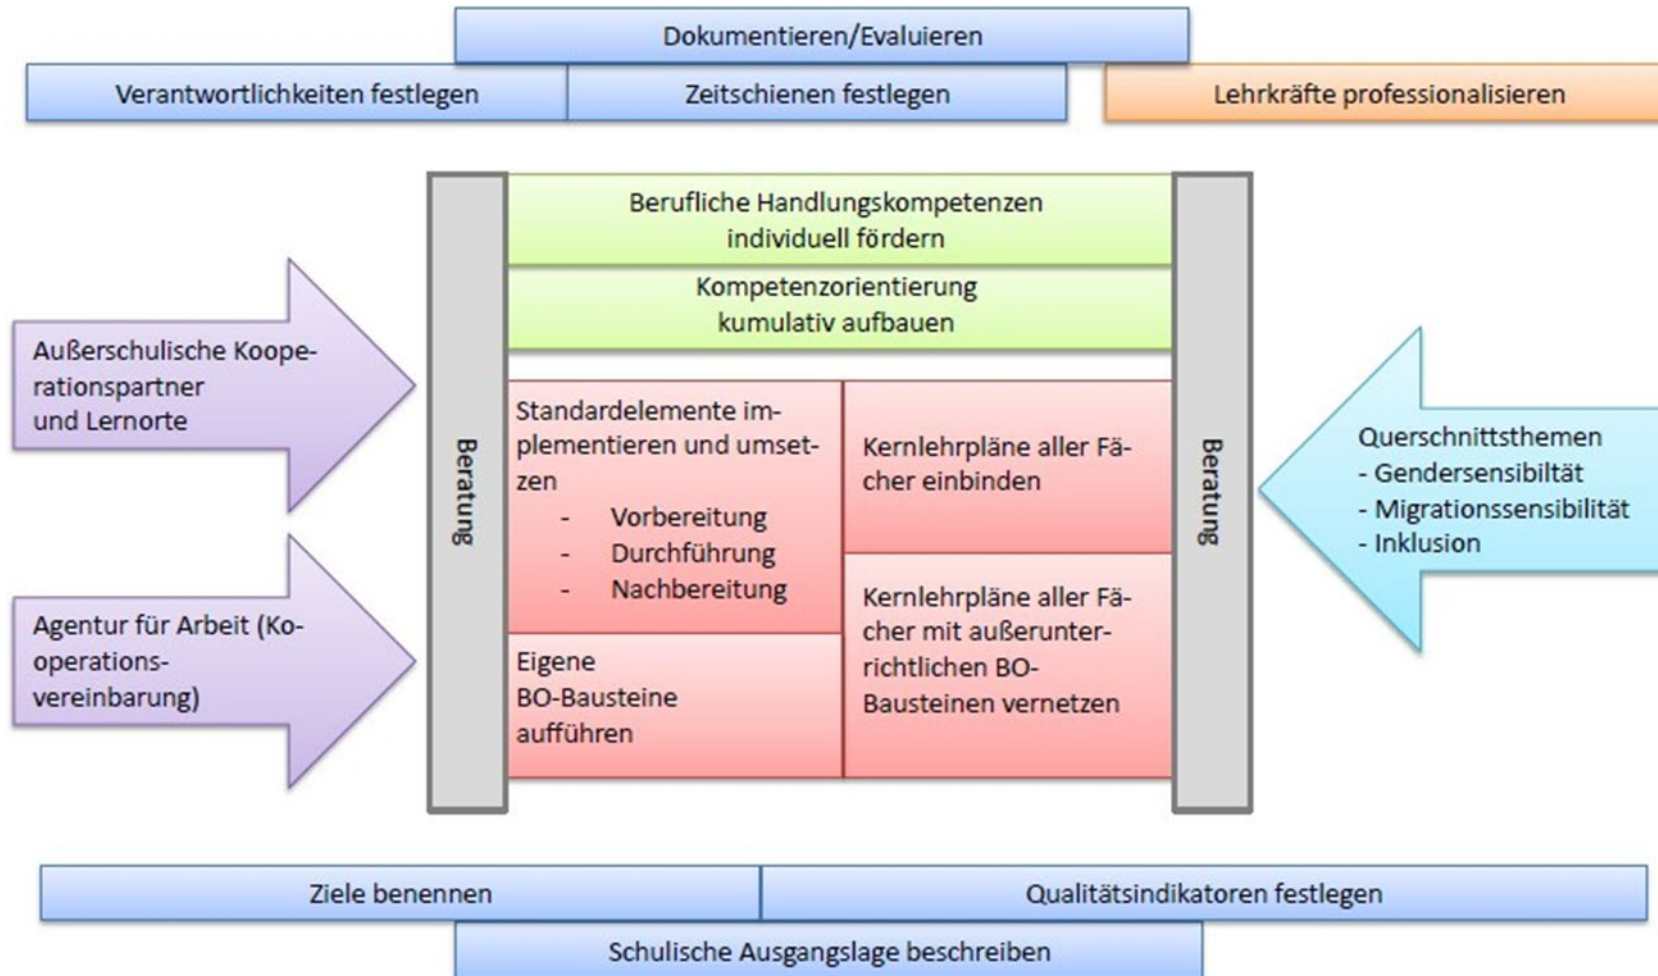 Dokumentieren/Evaluieren
Verantwortlichkeiten festlegen
Zeitschienen festlegen
Lehrkräfte professionalisieren
Berufliche Handlungskompetenzen
individuell fördern
Kompetenzorientierung
kumulativ aufbauen
Außerschulische Koope-
rationspartner
und Lernorte
Agentur für Arbeit (Ko-
operations-
vereinbarung)
Beratung
Standardelemente im-
plementieren und umset-
zen
- Vorbereitung
- Durchführung
- Nachbereitung
Eigene
BO-Bausteine
aufführen
Kernlehrpläne aller Fä-
cher einbinden
Kernlehrpläne aller Fä-
cher mit außerunter-
richtlichen BO-
Bausteinen vernetzen
Beratung
Querschnittsthemen
- Gendersensibiltät
- Migrationssensibilität
- Inklusion
Ziele benennen
Qualitätsindikatoren festlegen
Schulische Ausgangslage beschreiben